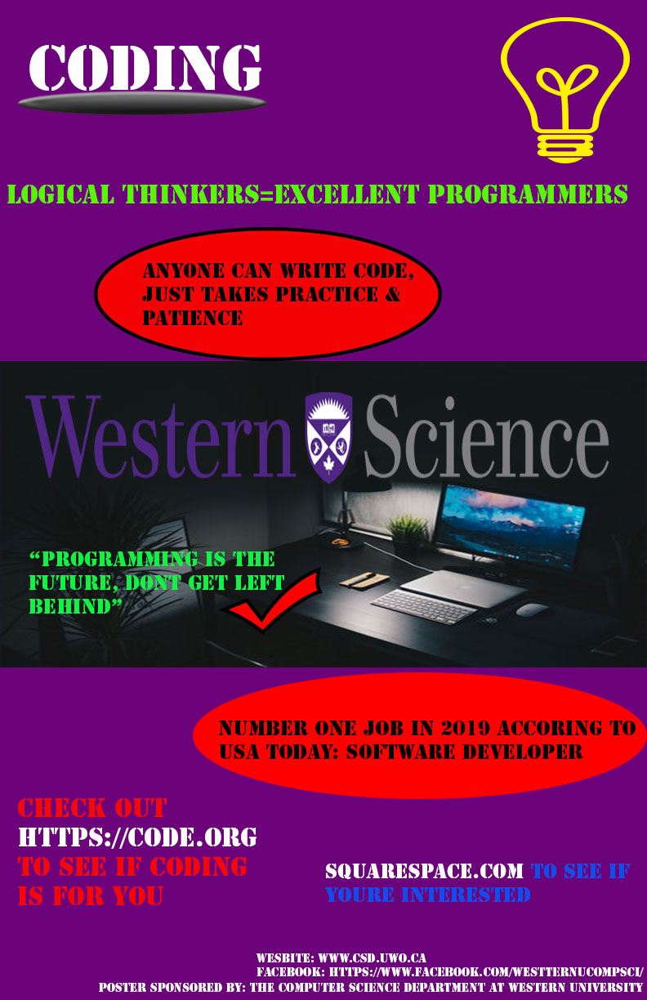 CODING
LOGICAL THINKERS=EXCELLENT PROGRAMMERS
ANYONE CAN WRITE CODE,
JUST TAKES PRACTICE &
PATIENCE
Western Science
“PROGRAMMING IS THE
FUTURE, DONT GET LEFT
BEHIND”
NUMBER ONE JOB IN 2019 ACCORING TO
USA TODAY: SOFTWARE DEVELOPER
CHECK OUT
HTTPS://CODE.ORG
TO SEE IF CODING
IS FOR YOU
SQUARESPACE.COM TO SEE IF
YOURE INTERESTED
WESBITE: WWW.CSD.UWO.CA
FACEBOOK: HTTPS://WWW.FACEBOOK.COM/WESTTERNUCOMPSCI/
POSTER SPONSORED BY: THE COMPUTER SCIENCE DEPARTMENT AT WESTERN UNIVERSITY